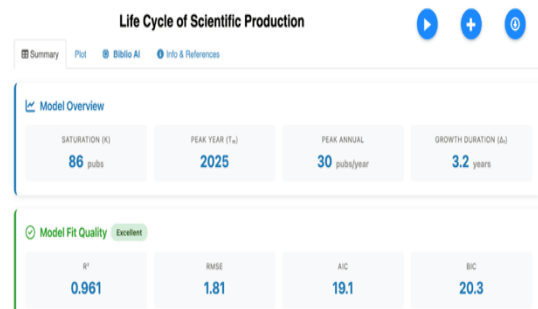 Life Cycle of Scientific Production
Summary Plot Biblio AI Info & References
Model Overview
SATURATION (K) PEAK YEAR (Tₘ) PEAK ANNUAL GROWTH DURATION (Δₜ)
86 pubs 2025 30 pubs/year 3.2 years
Model Fit Quality Excellent
R² RMSE AIC BIC
0.961 1.81 19.1 20.3